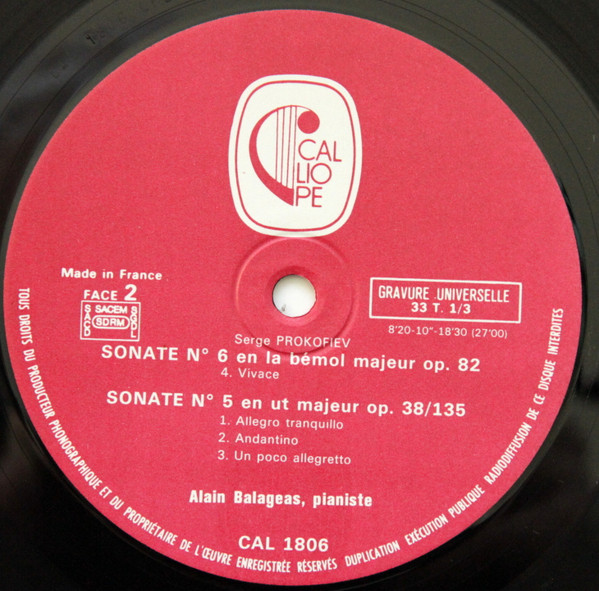 CAL
LIO
PE
Made in France
FACE 2
SACD
SACEM
SDRM
SGDL
GRAVURE UNIVERSELLE
33 T. 1/3
8'20-10"-18'30 (27'00)
Serge PROKOFIEV
SONATE N° 6 en la bémol majeur op. 82
4. Vivace
SONATE N° 5 en ut majeur op. 38/135
1. Allegro tranquillo
2. Andantino
3. Un poco allegretto
Alain Balageas, pianiste
CAL 1806
TOUS DROITS DU PRODUCTEUR PHONOGRAPHIQUE ET DU PROPRIÉTAIRE DE L'ŒUVRE ENREGISTRÉE RÉSERVÉS DUPLICATION EXÉCUTION PUBLIQUE RADIODIFFUSION DE CE DISQUE INTERDITES